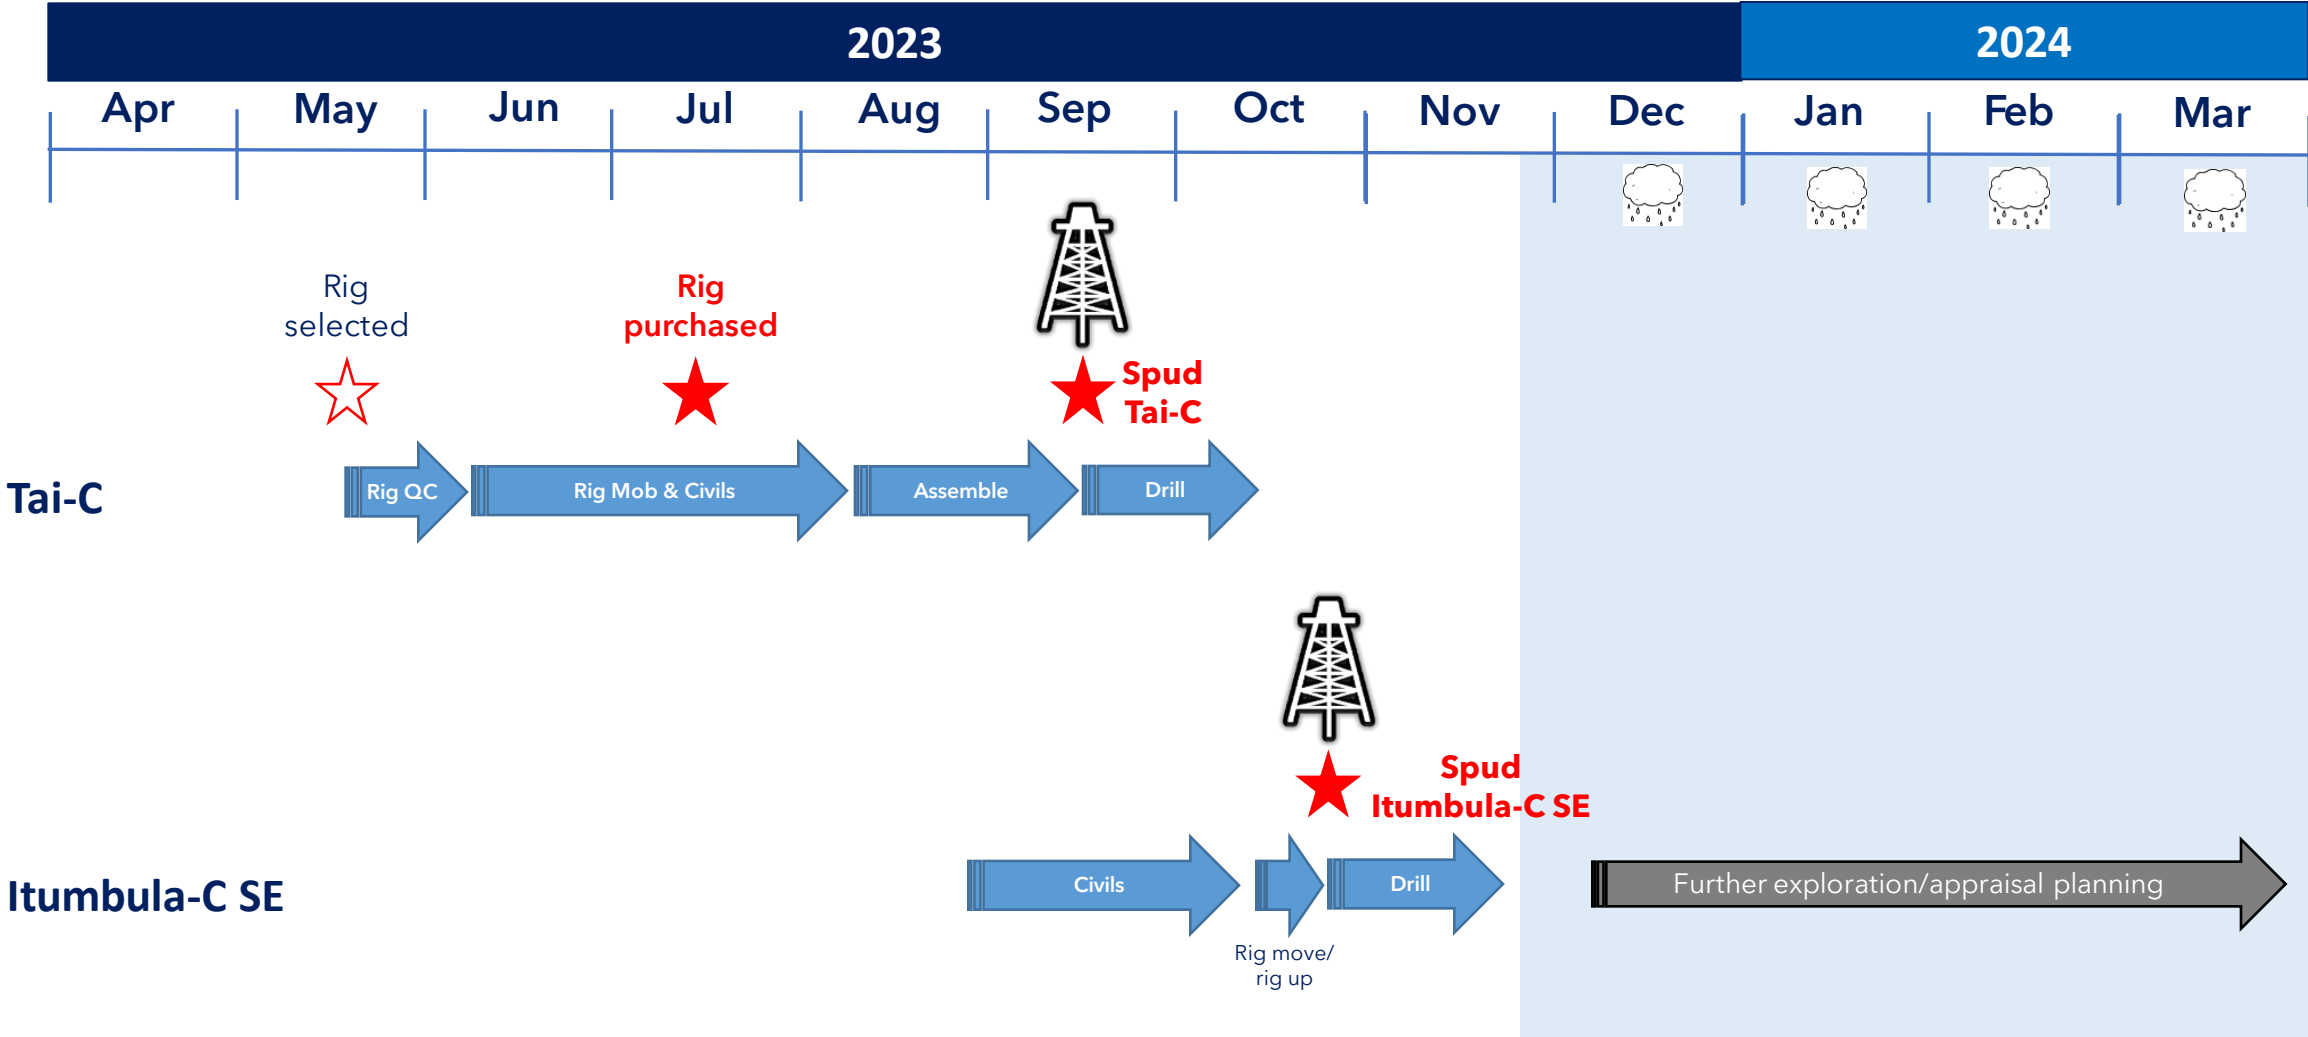 2023
2024
Apr
May
Jun
Jul
Aug
Sep
Oct
Nov
Dec
Jan
Feb
Mar
Rig
selected
Rig
purchased
Spud
Tai-C
Tai-C
Rig QC
Rig Mob & Civils
Assemble
Drill
Spud
Itumbula-C SE
Itumbula-C SE
Civils
Rig move/
rig up
Drill
Further exploration/appraisal planning